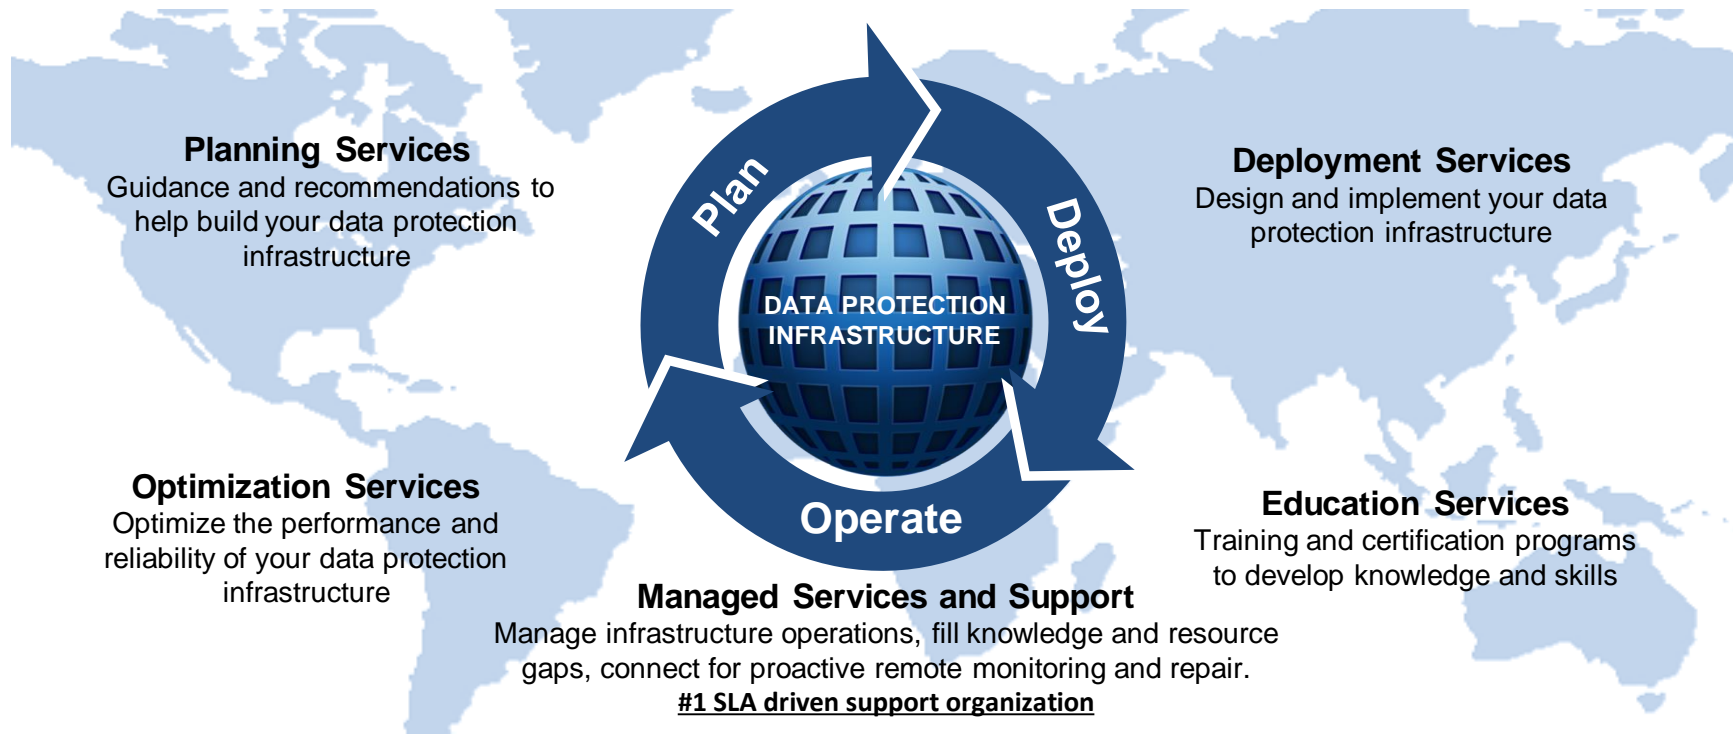 Planning Services
Guidance and recommendations to
help build your data protection
infrastructure
Plan
Deploy
Operate
DATA PROTECTION
INFRASTRUCTURE
Deployment Services
Design and implement your data
protection infrastructure
Optimization Services
Optimize the performance and
reliability of your data protection
infrastructure
Education Services
Training and certification programs
to develop knowledge and skills
Managed Services and Support
Manage infrastructure operations, fill knowledge and resource
gaps, connect for proactive remote monitoring and repair.
#1 SLA driven support organization